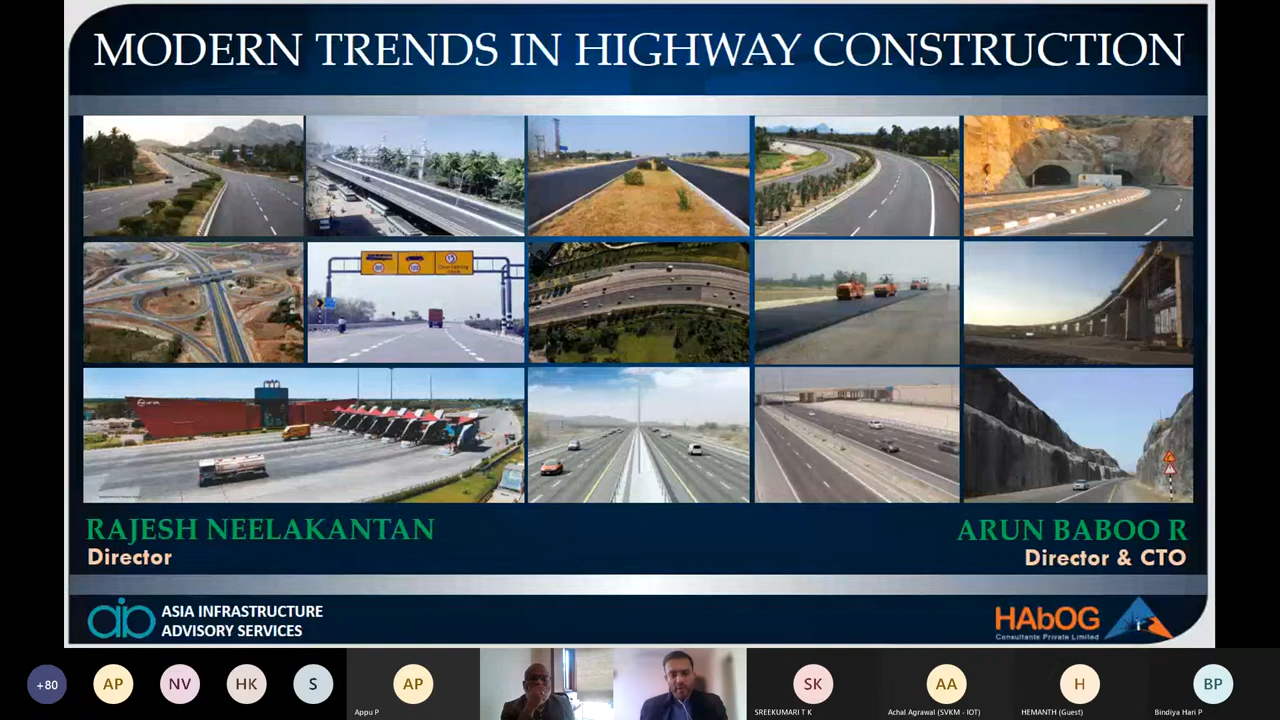 MODERN TRENDS IN HIGHWAY CONSTRUCTION
RAJESH NEELAKANTAN
Director
ARUN BABOO R
Director & CTO
aia
ASIA INFRASTRUCTURE
ADVISORY SERVICES
HAbOG
Consultants Private Limited
+80
AP
NV
HK
S
AP
Appu P
SK
SREEKUMARI T K
AA
Achal Agrawal (SVKM - IOT)
H
HEMANTH (Guest)
BP
Bindiya Hari P